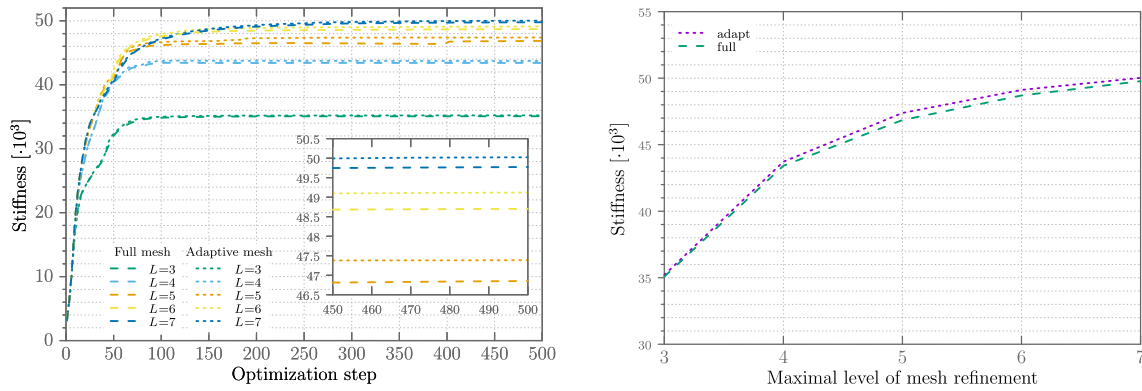 Stiffness [·10³]
50
40
30
20
10
0
0 50 100 150 200 250 300 350 400 450 500
Optimization step
Full mesh Adaptive mesh
L=3 L=3
L=4 L=4
L=5 L=5
L=6 L=6
L=7 L=7
50.5
50
49.5
49
48.5
48
47.5
47
46.5
450 460 470 480 490 500
Stiffness [·10³]
55
50
45
40
35
30
adapt
full
3 4 5 6 7
Maximal level of mesh refinement